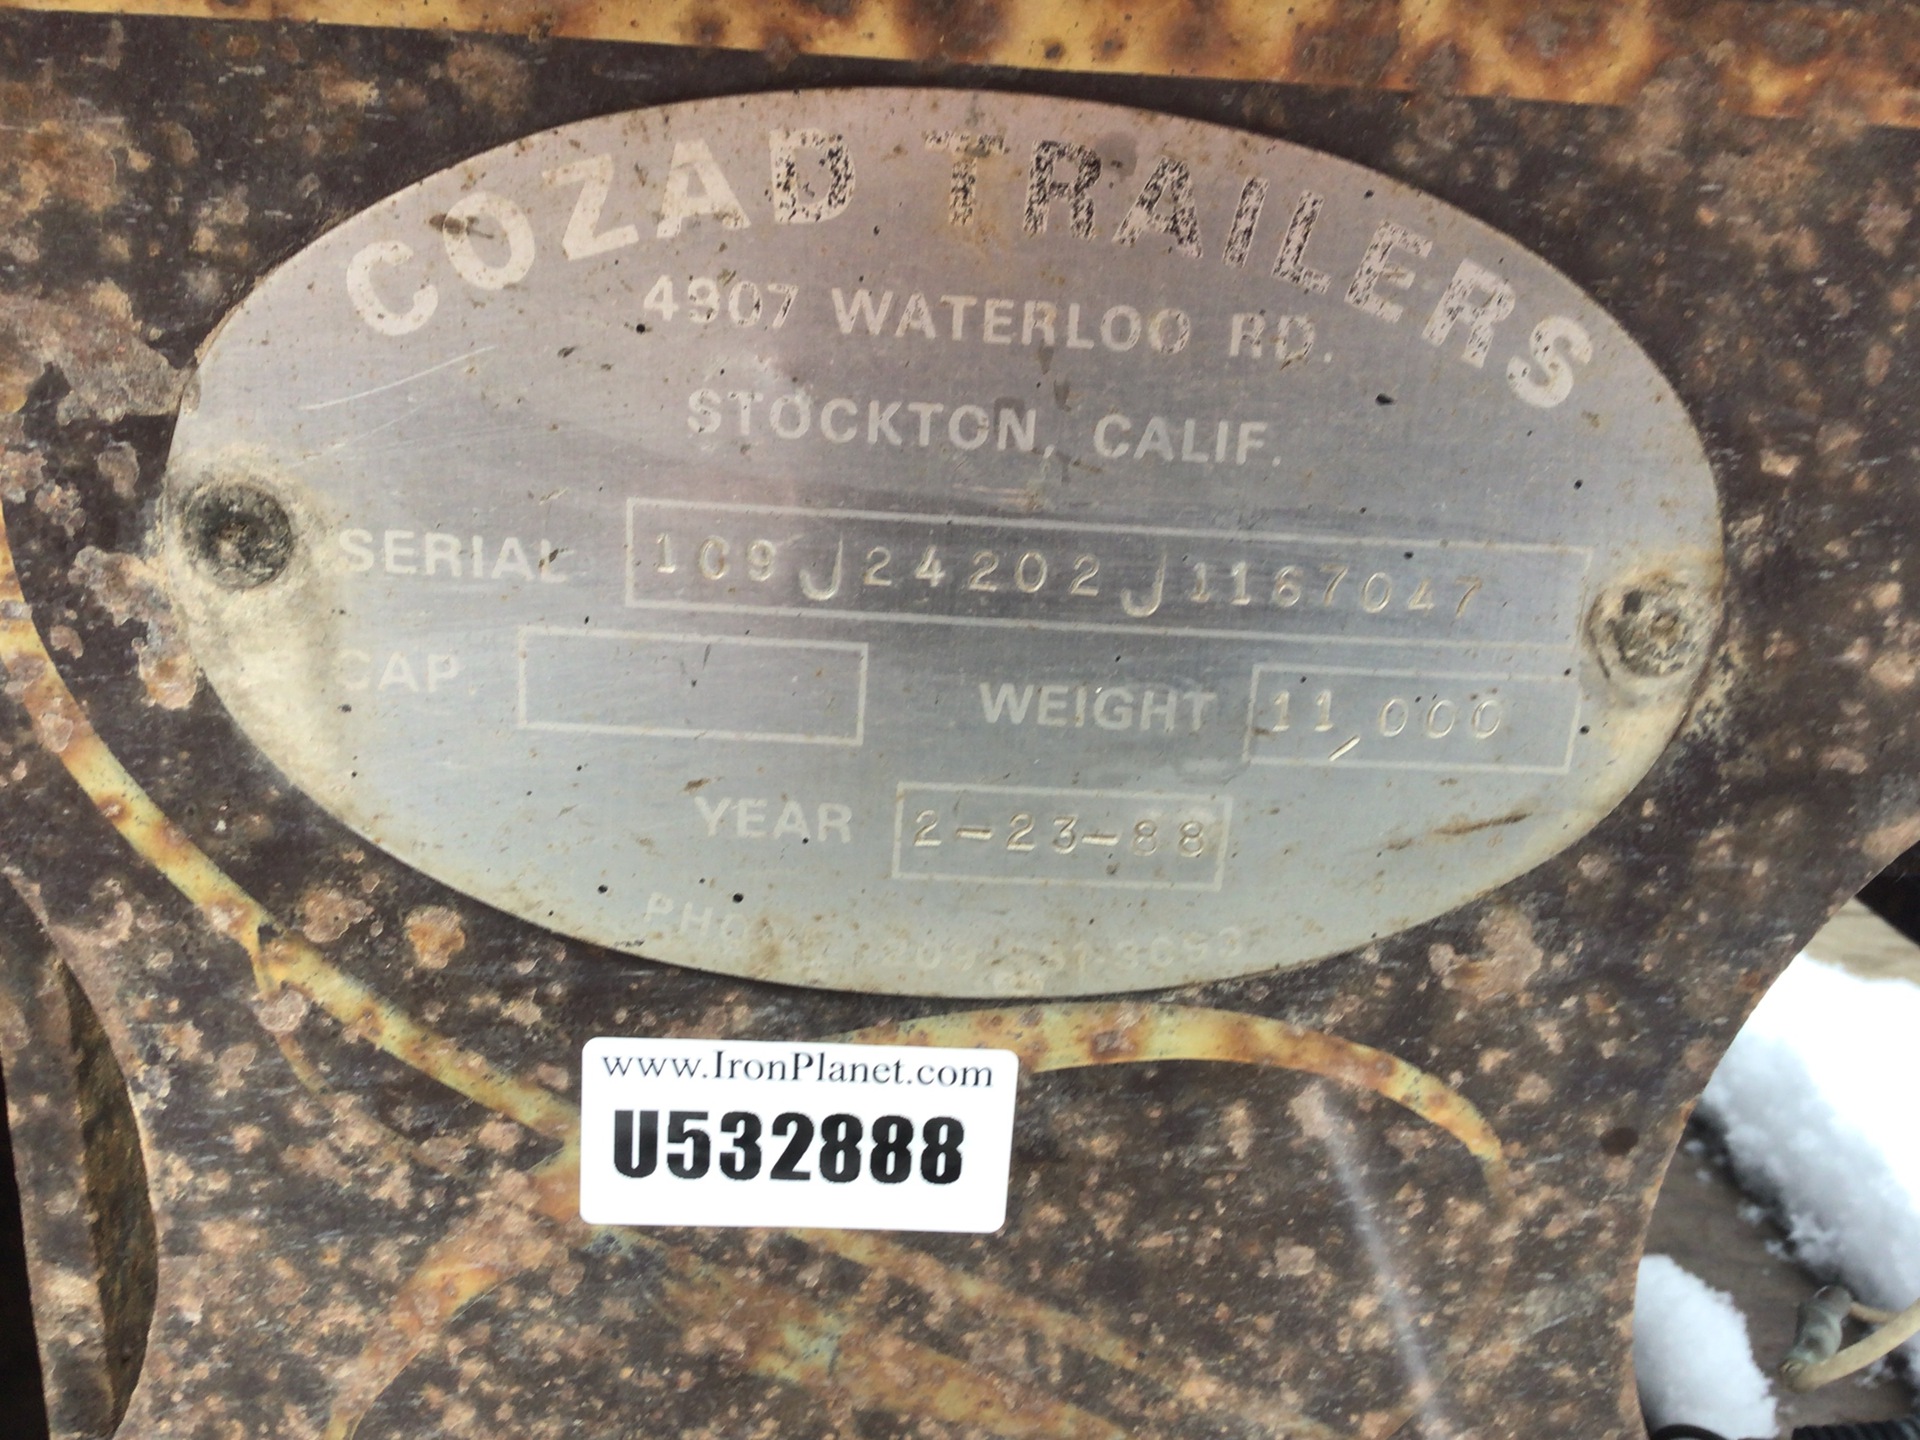 COZAD TRAILERS
4907 WATERLOO RD.
STOCKTON, CALIF.
SERIAL 109J24202J1167047
CAP.
WEIGHT 11,000
YEAR 2-23-88
www.IronPlanet.com
U532888